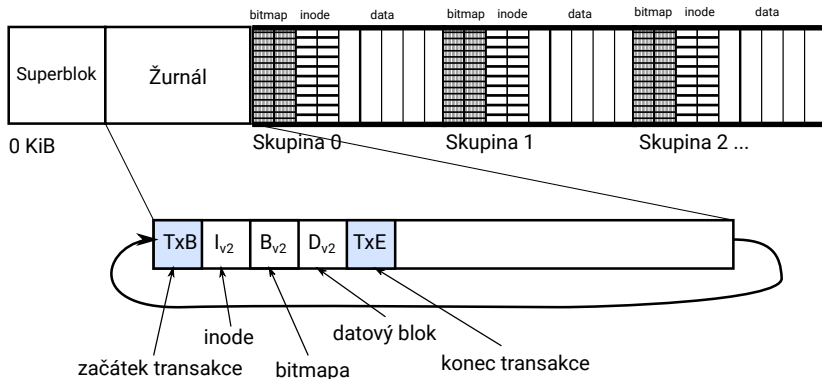 bitmap inode data bitmap inode data bitmap inode data
Superblok Žurnál
0 KiB Skupina 0 Skupina 1 Skupina 2 ...
TxB Iv2 Bv2 Dv2 TxE
inode datový blok
začátek transakce bitmapa konec transakce